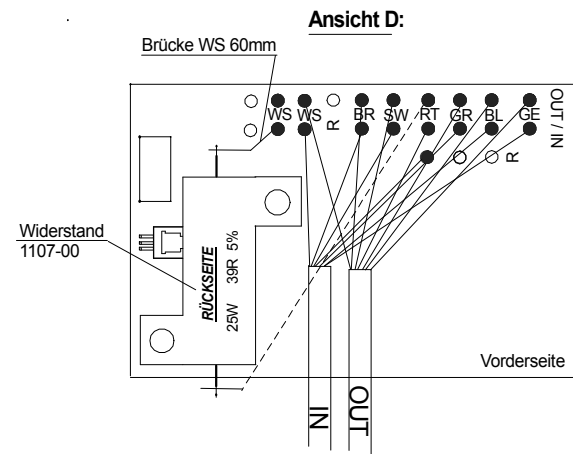 Ansicht D:
Brücke WS 60mm
WS WS R BR SW RT GR BL GE
OUT / IN
R
Widerstand
1107-00
RÜCKSEITE
25W 39R 5%
Vorderseite
IN
OUT